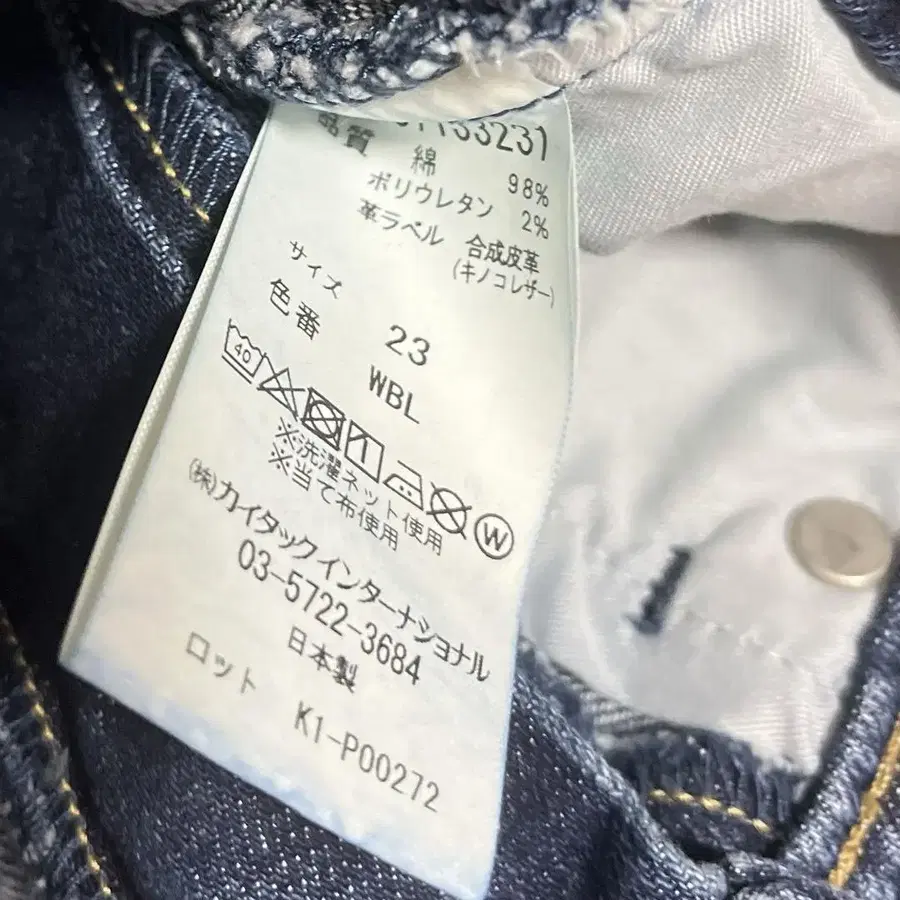 1133231
品質 綿 98%
ポリウレタン 2%
革ラベル 合成皮革
(キノコレザー)
サイズ 23
色番 WBL
40
W
※洗濯ネット使用
※当て布使用
(株)カイタックインターナショナル
03-5722-3684
日本製
ロット K1-P00272